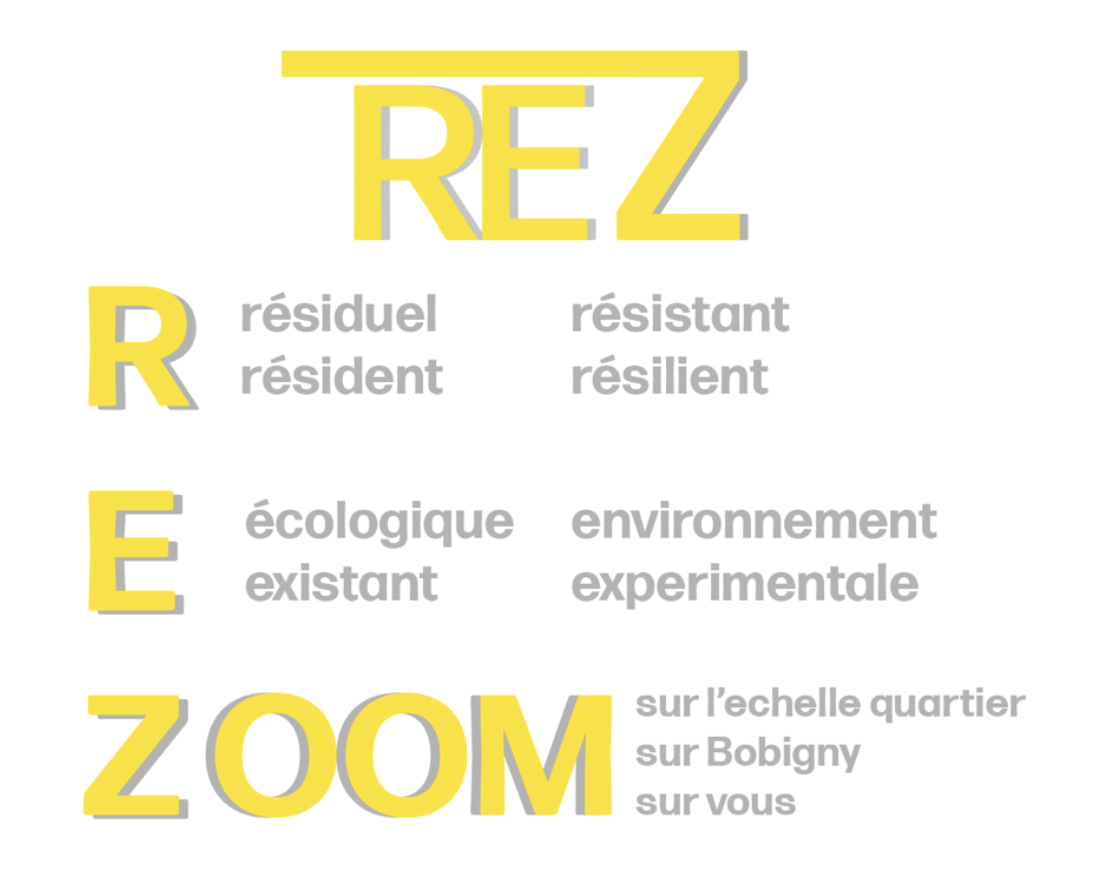 REZ
R résiduel résistant
résident résilient
E écologique environnement
existant experimentale
ZOOM sur l’echelle quartier
sur Bobigny
sur vous